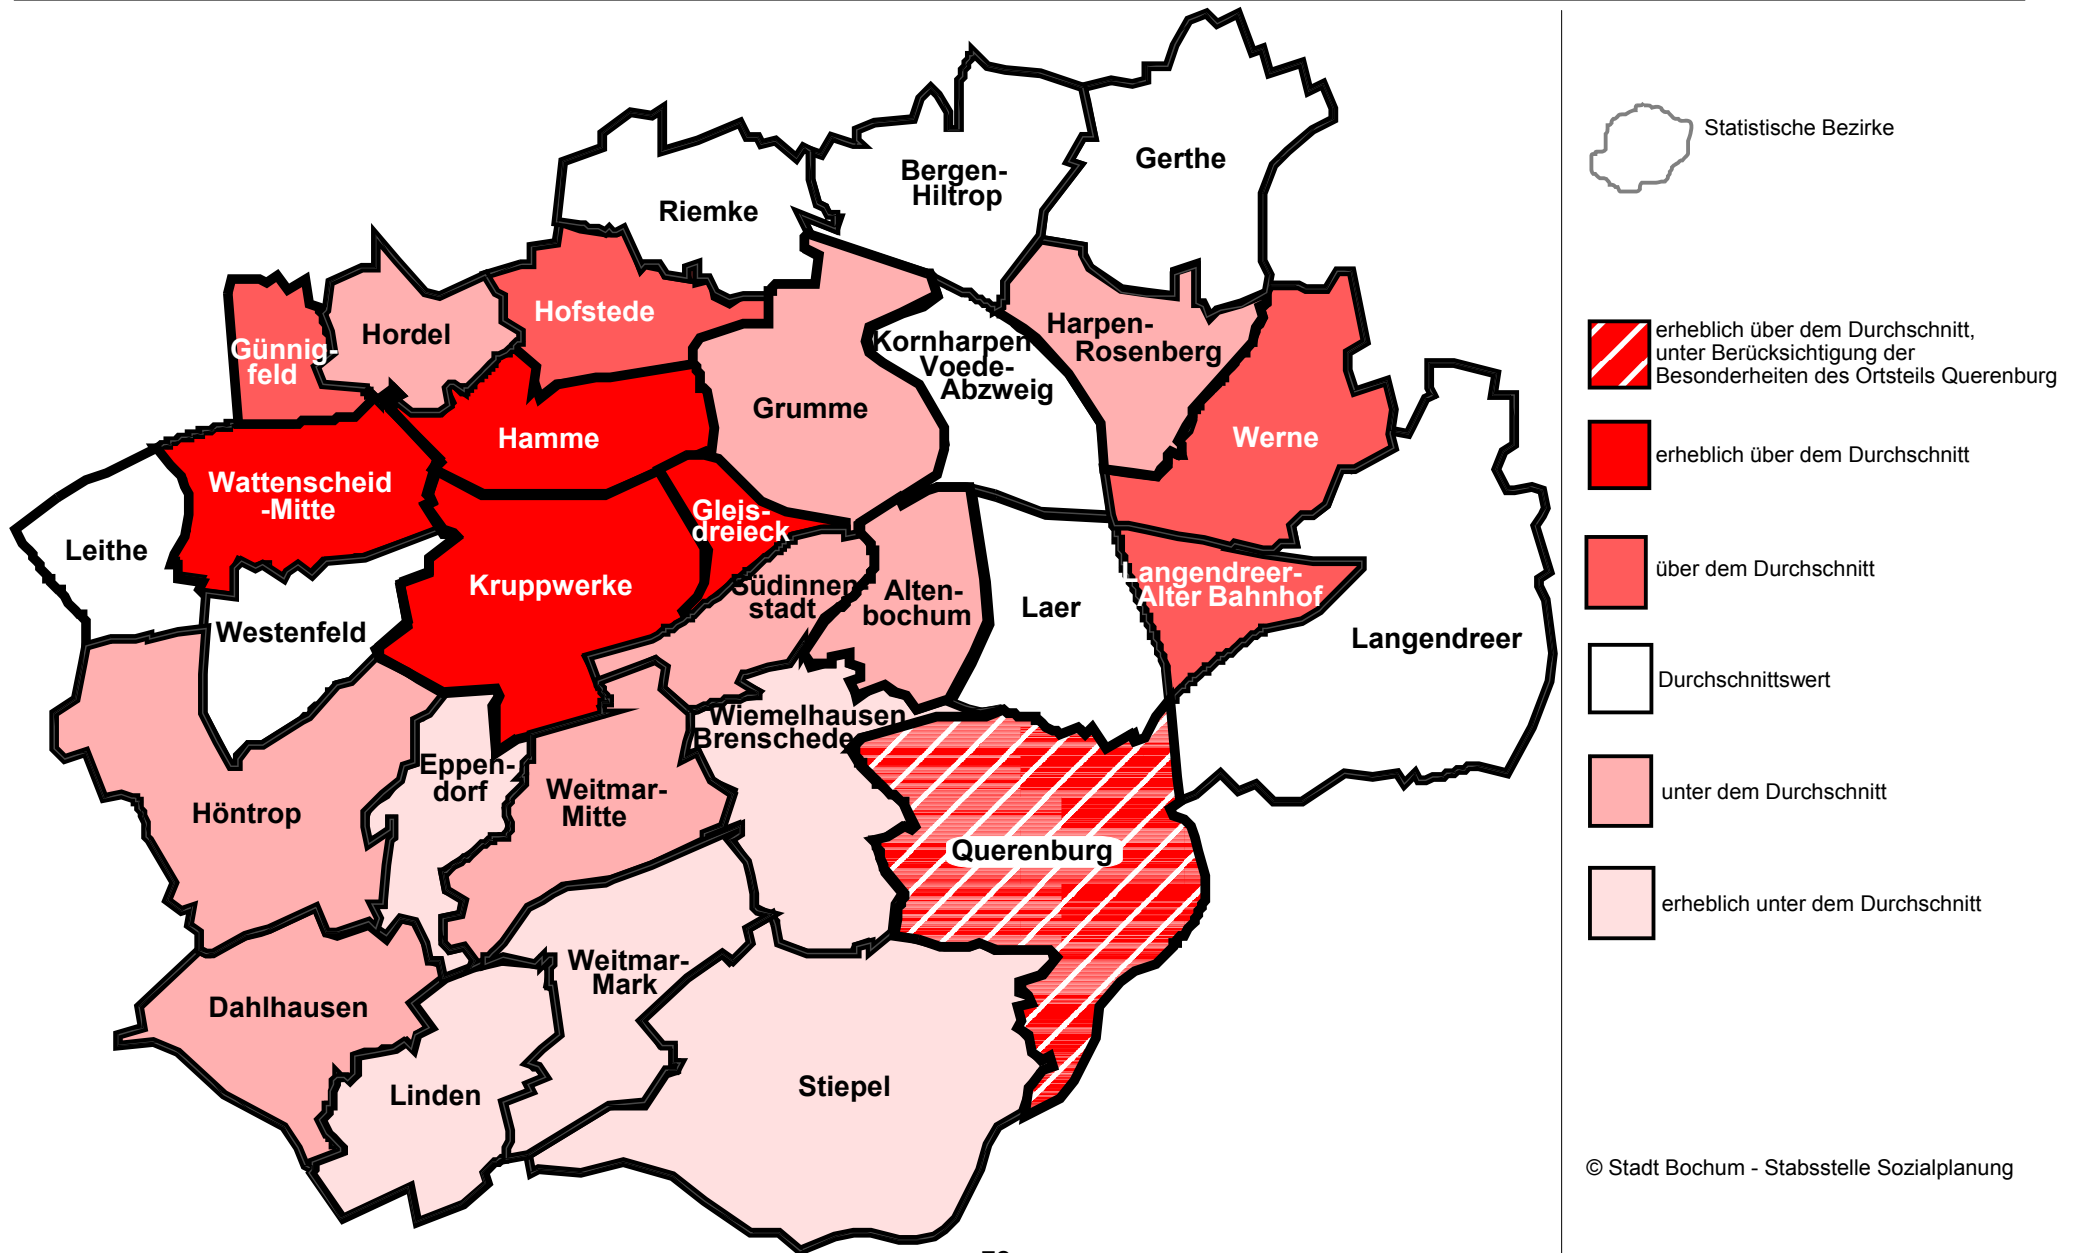 Gerthe
Bergen-
Hiltrop
Riemke
Hofstede
Hordel
Günnig-
feld
Harpen-
Rosenberg
Kornharpen
Voede-
Abzweig
Grumme
Hamme
Werne
Wattenscheid
-Mitte
Gleis-
dreieck
Leithe
Kruppwerke
Südinnen
stadt
Alten-
bochum
Laer
Langendreer-
Alter Bahnhof
Langendreer
Westenfeld
Wiemelhausen
Brenschede
Eppen-
dorf
Weitmar-
Mitte
Höntrop
Querenburg
Weitmar-
Mark
Dahlhausen
Linden
Stiepel
Statistische Bezirke
erheblich über dem Durchschnitt,
unter Berücksichtigung der
Besonderheiten des Ortsteils Querenburg
erheblich über dem Durchschnitt
über dem Durchschnitt
Durchschnittswert
unter dem Durchschnitt
erheblich unter dem Durchschnitt
© Stadt Bochum - Stabsstelle Sozialplanung